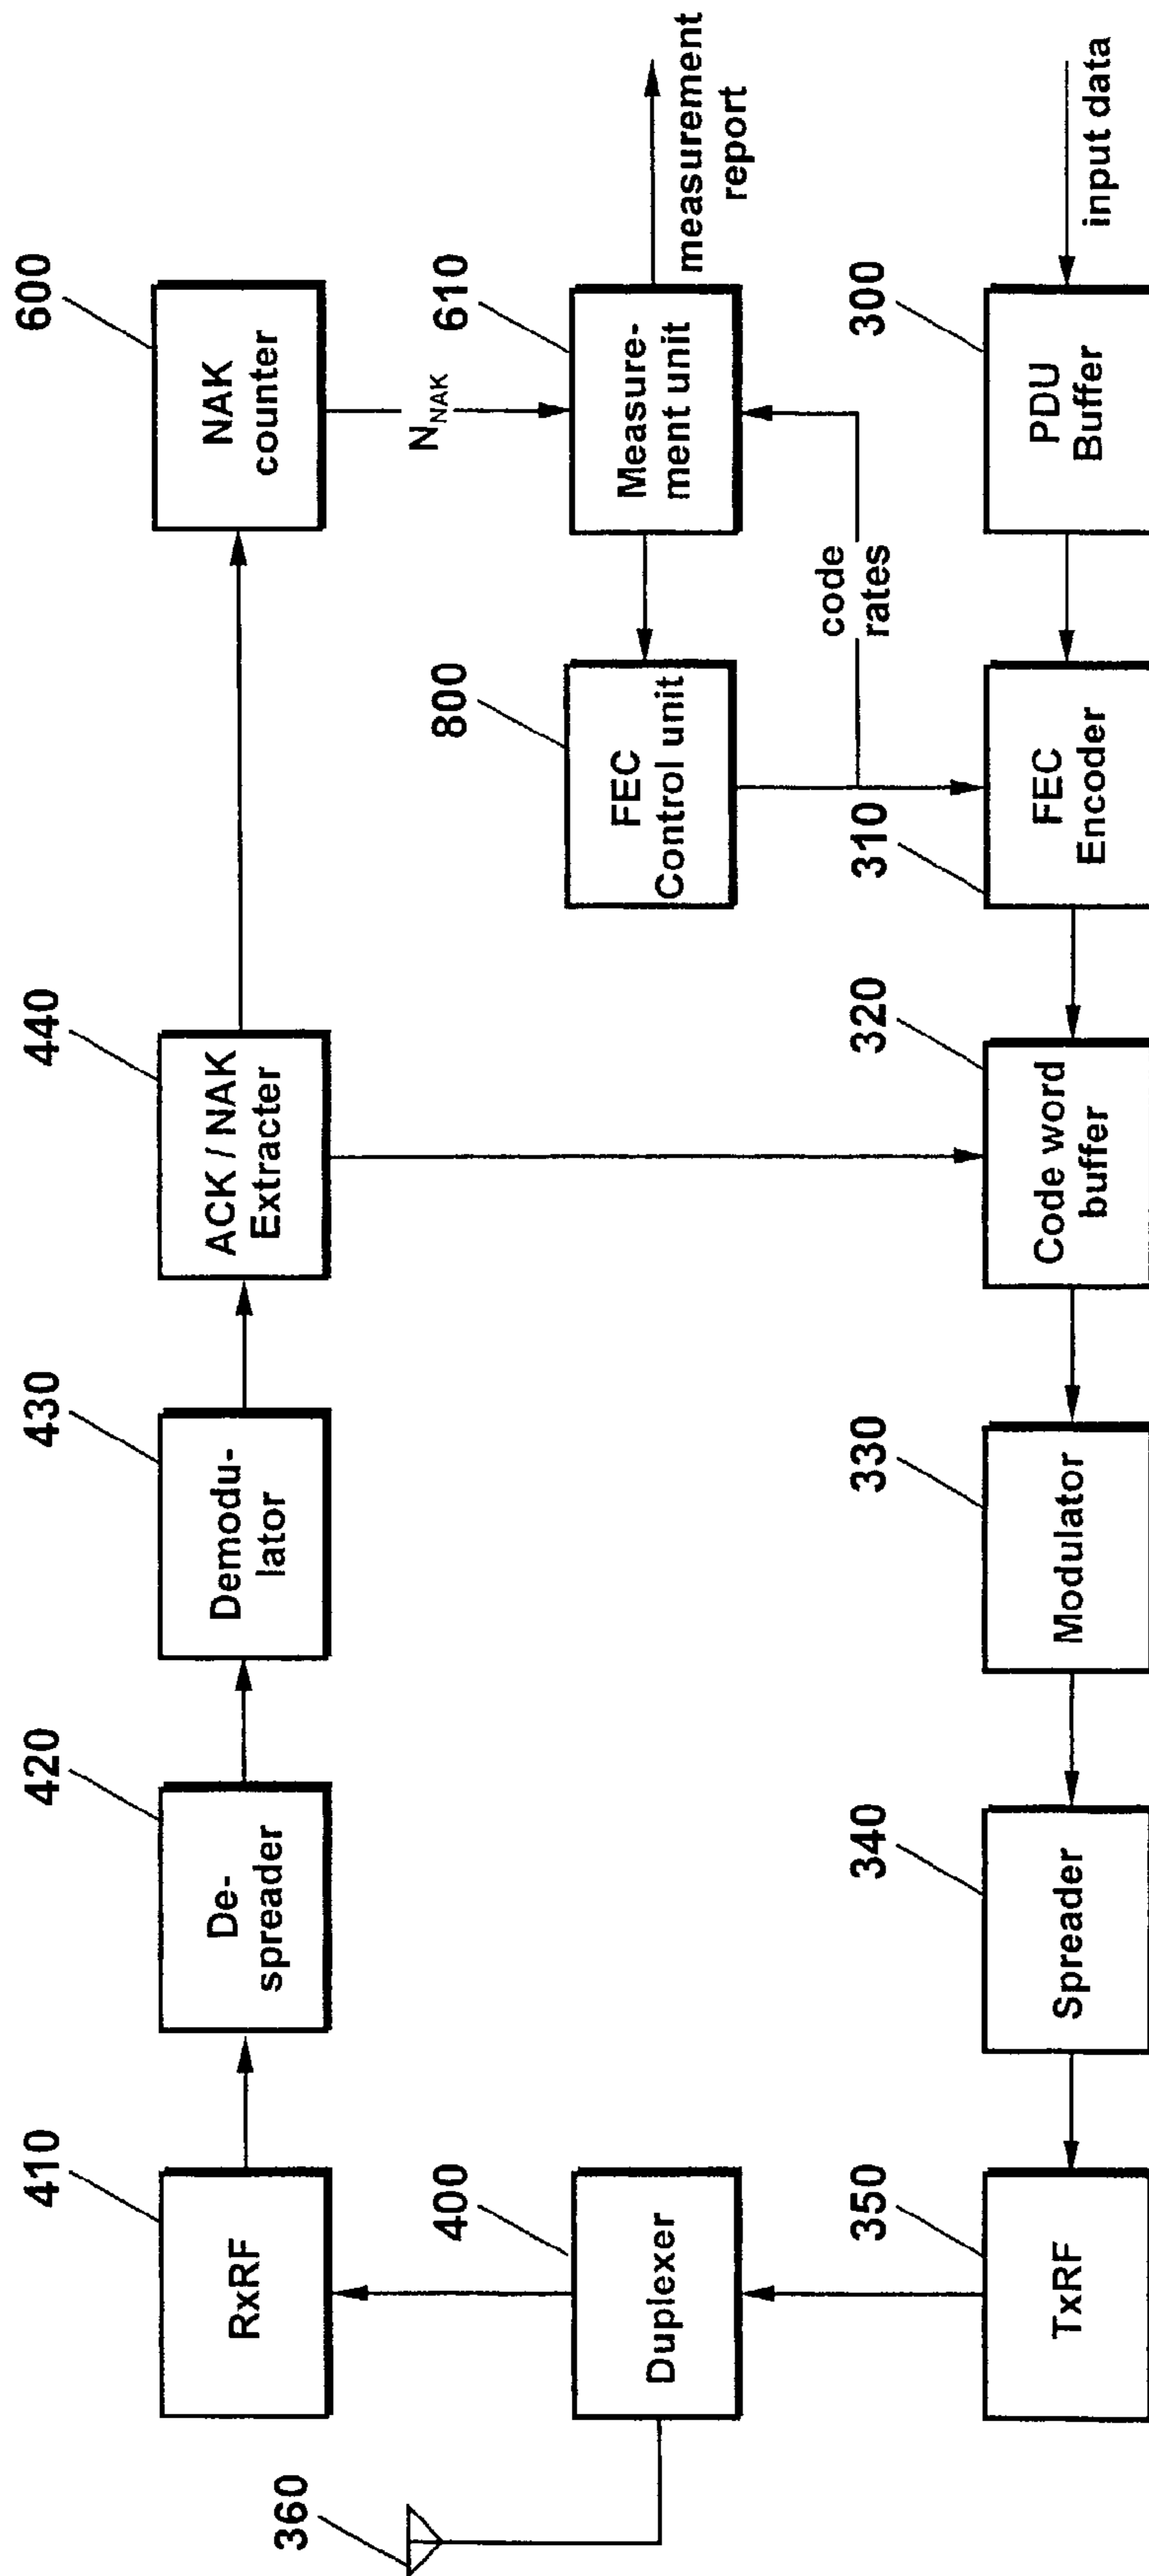 360
410
RxRF
420
De-
spreader
430
Demodu-
lator
440
ACK / NAK
Extracter
600
NAK
counter
N_NAK
400
Duplexer
800
FEC
Control unit
610
Measure-
ment unit
measurement
report
code
rates
350
TxRF
340
Spreader
330
Modulator
320
Code word
buffer
310
FEC
Encoder
300
PDU
Buffer
input data